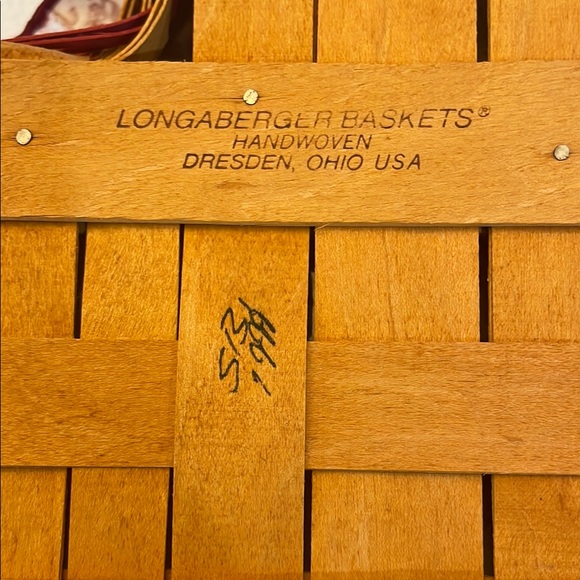 LONGABERGER BASKETS®
HANDWOVEN
DRESDEN, OHIO USA